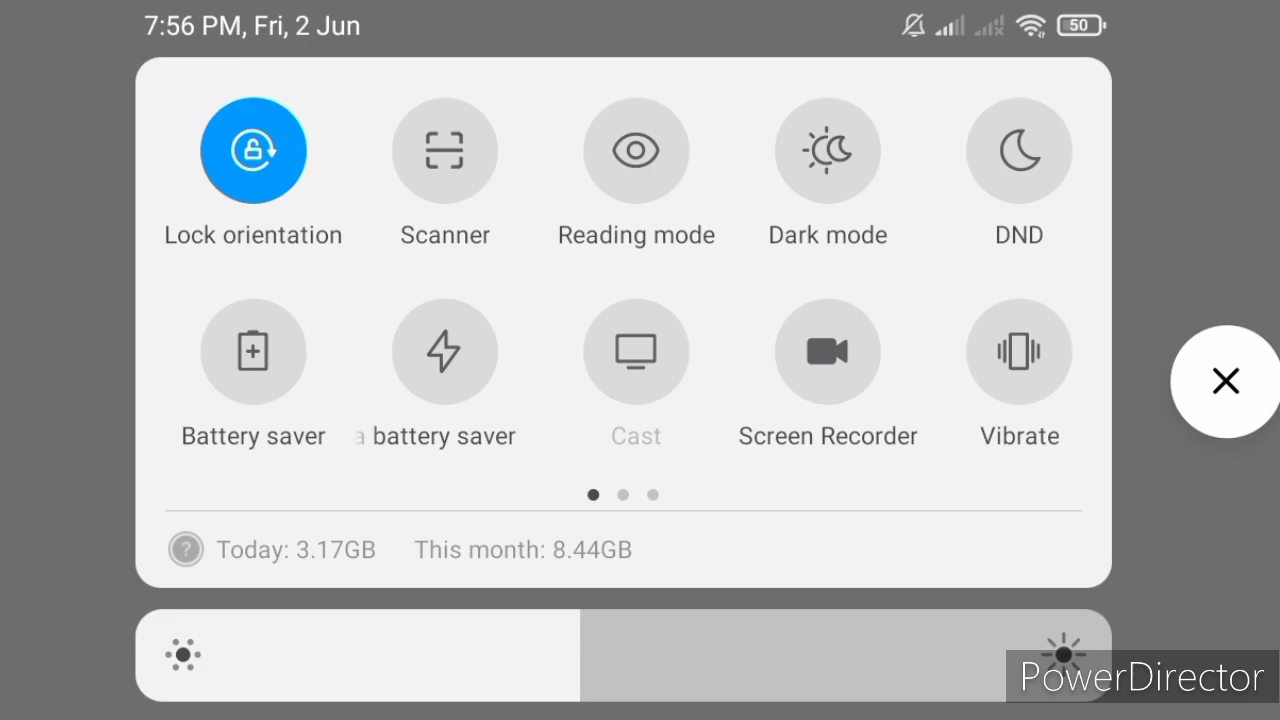 7:56 PM, Fri, 2 Jun
50
Lock orientation
Scanner
Reading mode
Dark mode
DND
Battery saver
a battery saver
Cast
Screen Recorder
Vibrate
? Today: 3.17GB This month: 8.44GB
PowerDirector